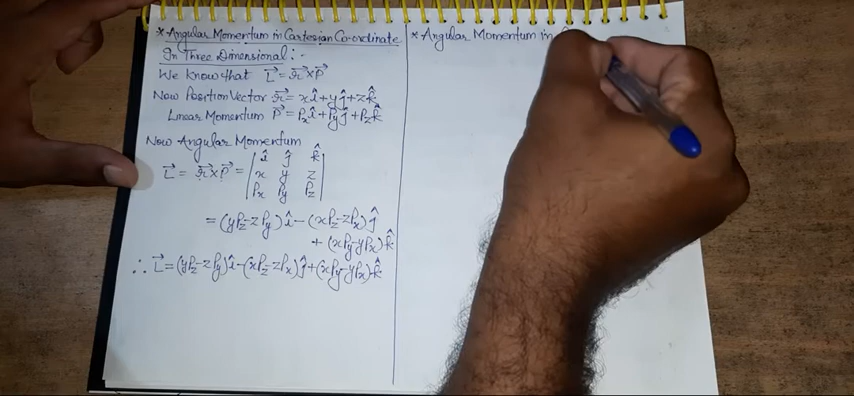 * Angular Momentum in Cartesian Co-ordinate
In Three Dimensional :-
We Know that L⃗ = r⃗ × P⃗
Now Position Vector r⃗ = xî + yĵ + zk̂
Linear Momentum P⃗ = Pxî + Pyĵ + Pzk̂
Now Angular Momentum
L⃗ = r⃗ × P⃗ = | î ĵ k̂ |
| x y z |
| Px Py Pz |
= (yPz – zPy) î – (xPz – zPx) ĵ
+ (xPy – yPx) k̂
∴ L⃗ = (yPz – zPy) î – (xPz – zPx) ĵ + (xPy – yPx) k̂
* Angular Momentum in